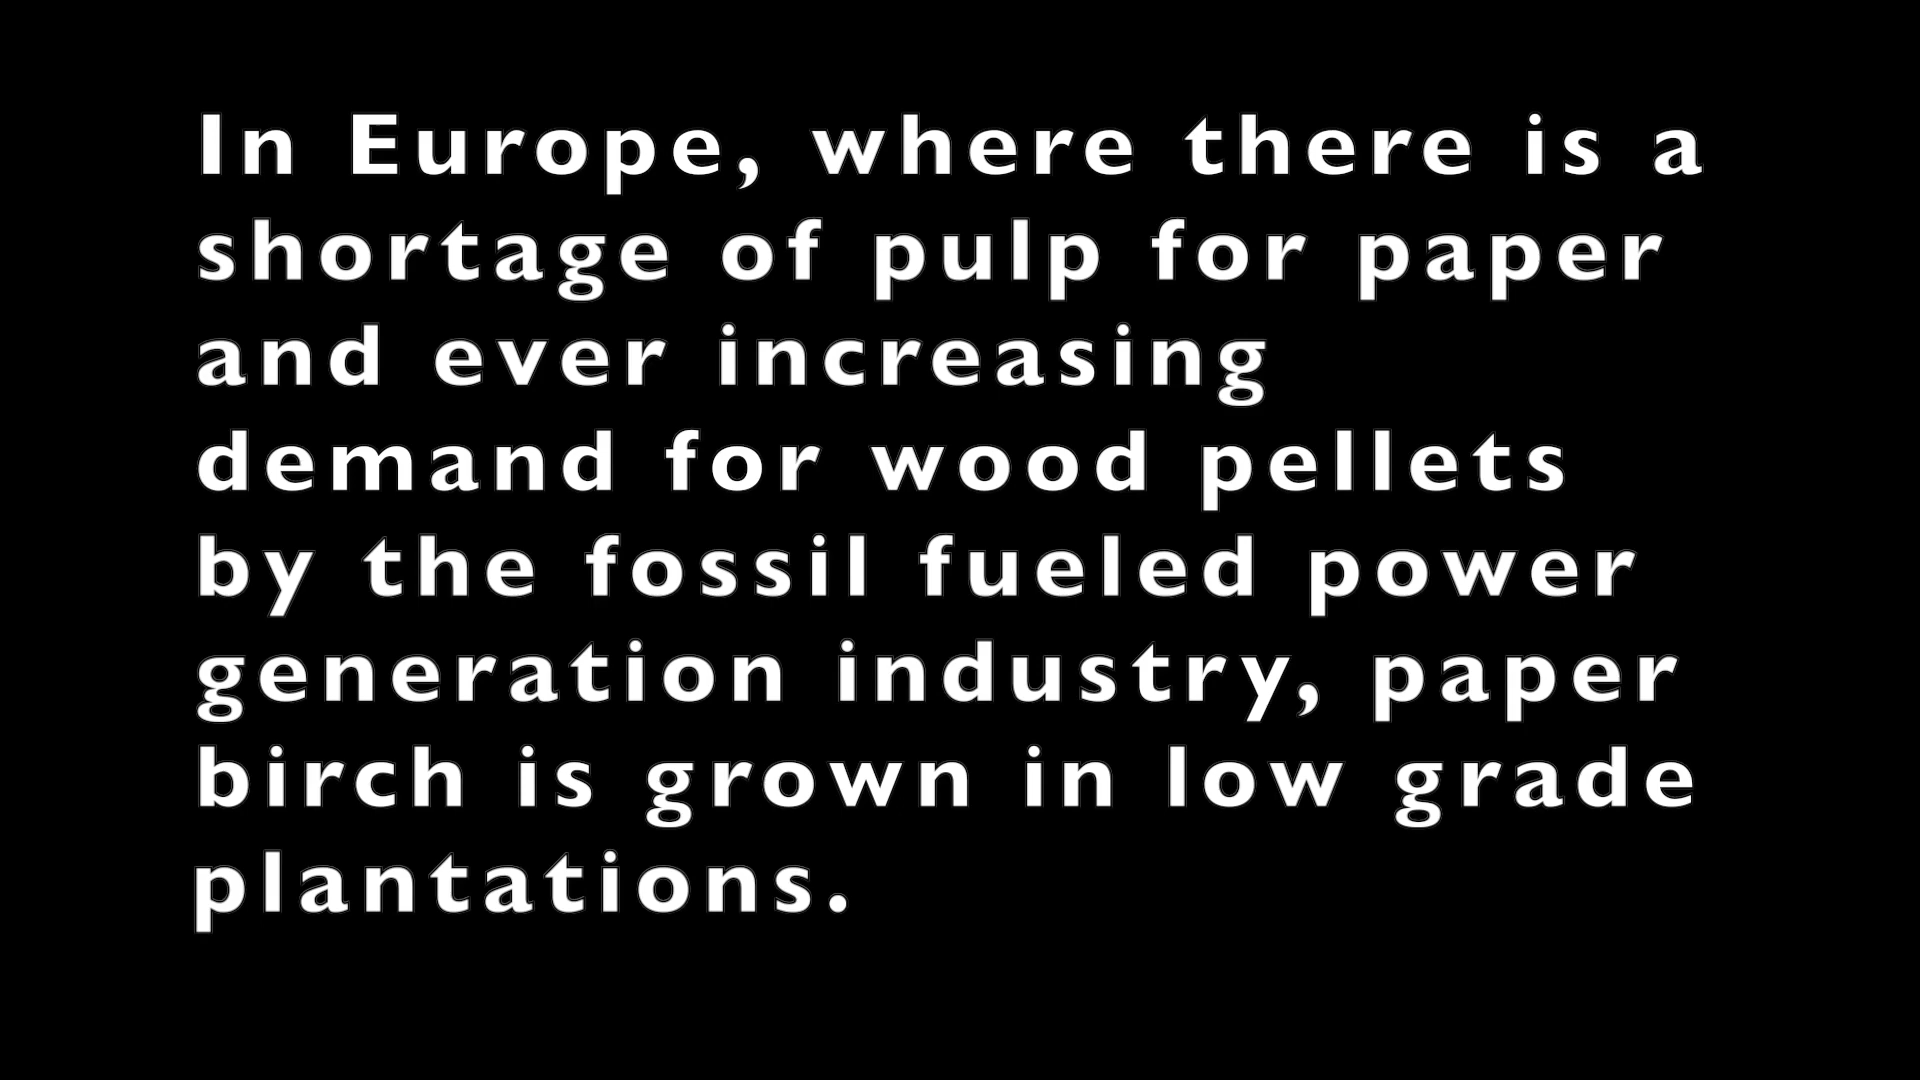 In Europe, where there is a
shortage of pulp for paper
and ever increasing
demand for wood pellets
by the fossil fueled power
generation industry, paper
birch is grown in low grade
plantations.